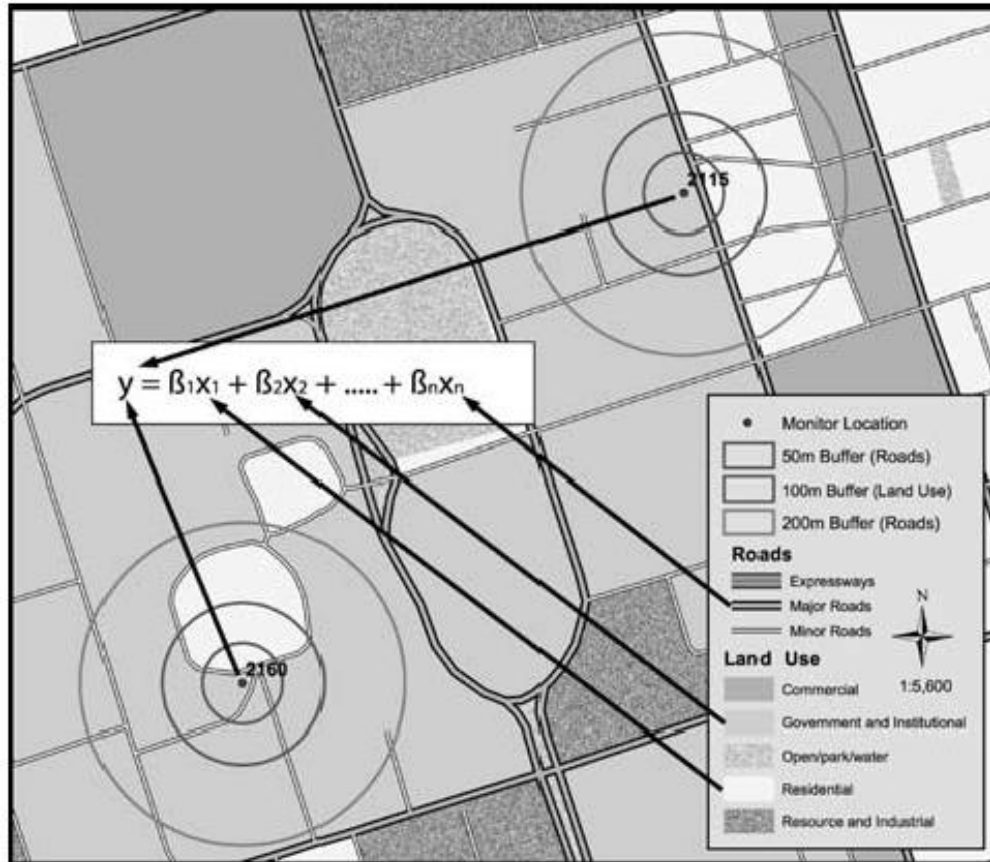 2115
y = ß1x1 + ß2x2 + ..... + ßnxn
2160
Monitor Location
50m Buffer (Roads)
100m Buffer (Land Use)
200m Buffer (Roads)
Roads
Expressways
Major Roads
Minor Roads
N
Land Use
Commercial
1:5,600
Government and Institutional
Open/park/water
Residential
Resource and Industrial